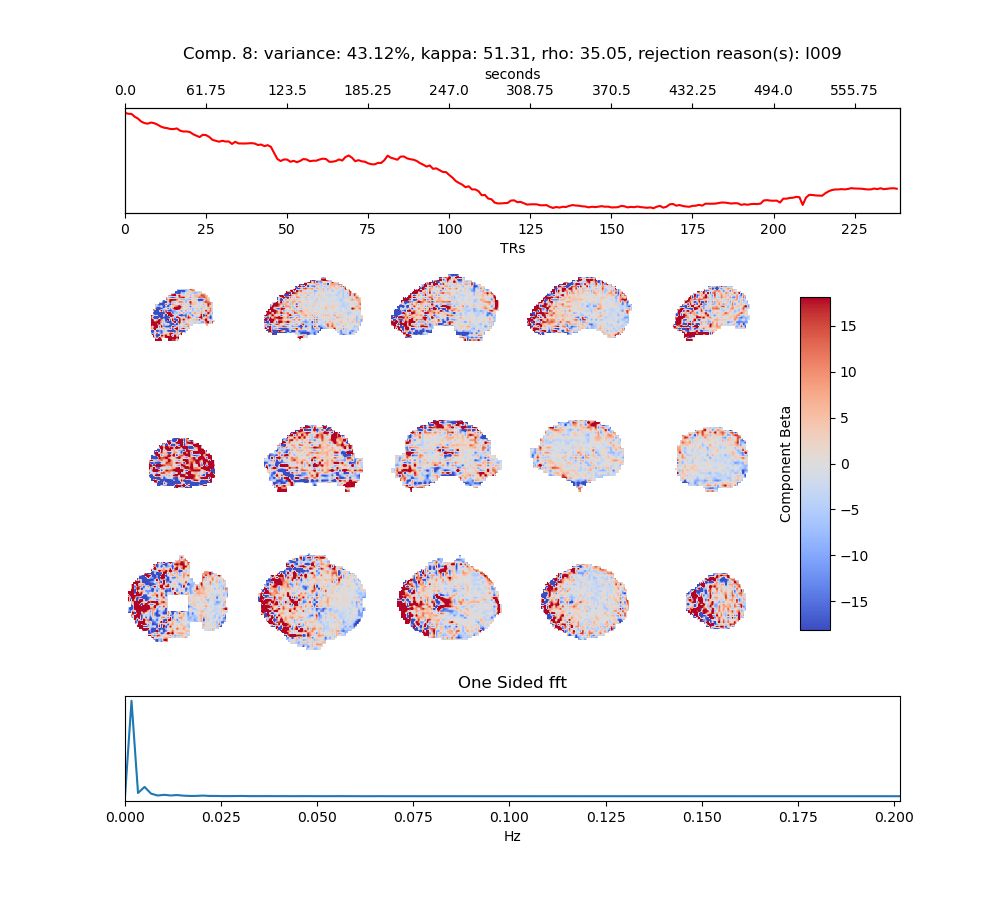 Comp. 8: variance: 43.12%, kappa: 51.31, rho: 35.05, rejection reason(s): I009
seconds
0.0 61.75 123.5 185.25 247.0 308.75 370.5 432.25 494.0 555.75
0 25 50 75 100 125 150 175 200 225
TRs
15
10
5
0
−5
−10
−15
Component Beta
One Sided fft
0.000 0.025 0.050 0.075 0.100 0.125 0.150 0.175 0.200
Hz